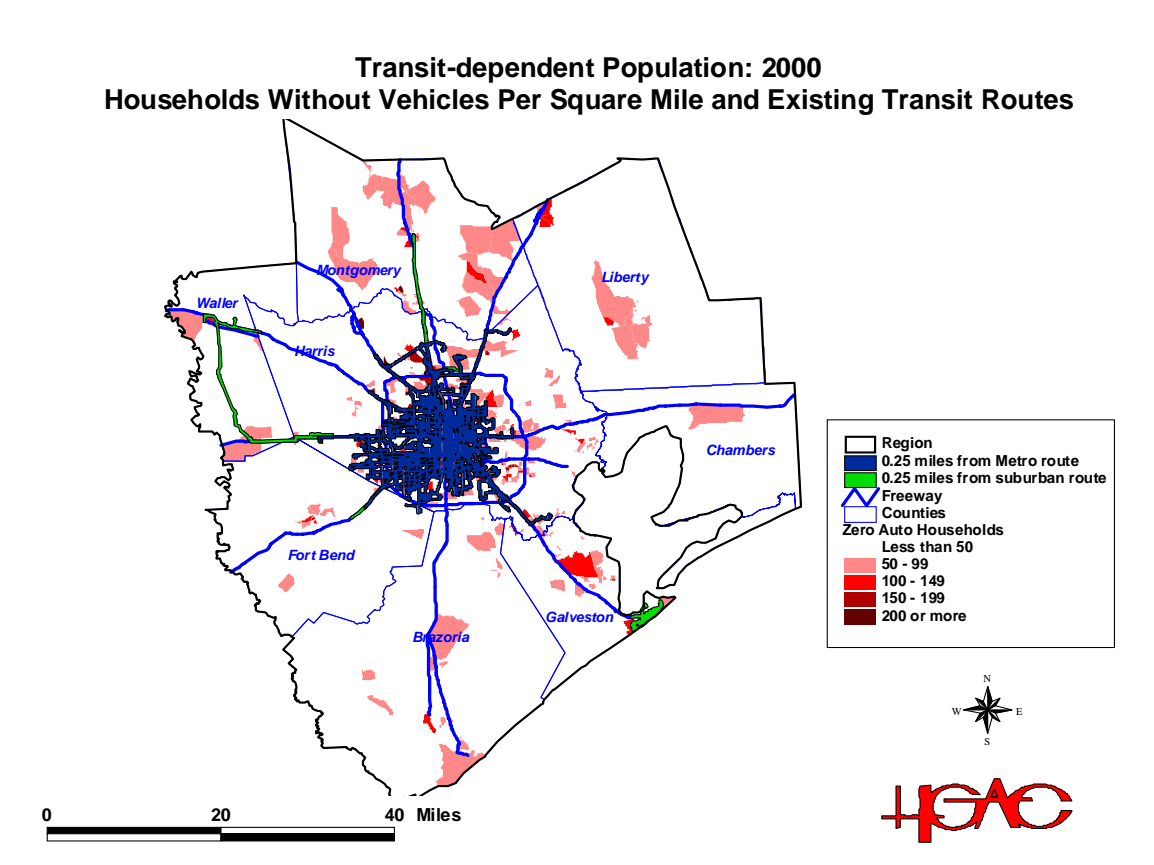 Transit-dependent Population: 2000
Households Without Vehicles Per Square Mile and Existing Transit Routes
Montgomery
Liberty
Waller
Harris
Chambers
Fort Bend
Galveston
Brazoria
Region
0.25 miles from Metro route
0.25 miles from suburban route
Freeway
Counties
Zero Auto Households
Less than 50
50 - 99
100 - 149
150 - 199
200 or more
N
W E
S
0 20 40 Miles
HGAC